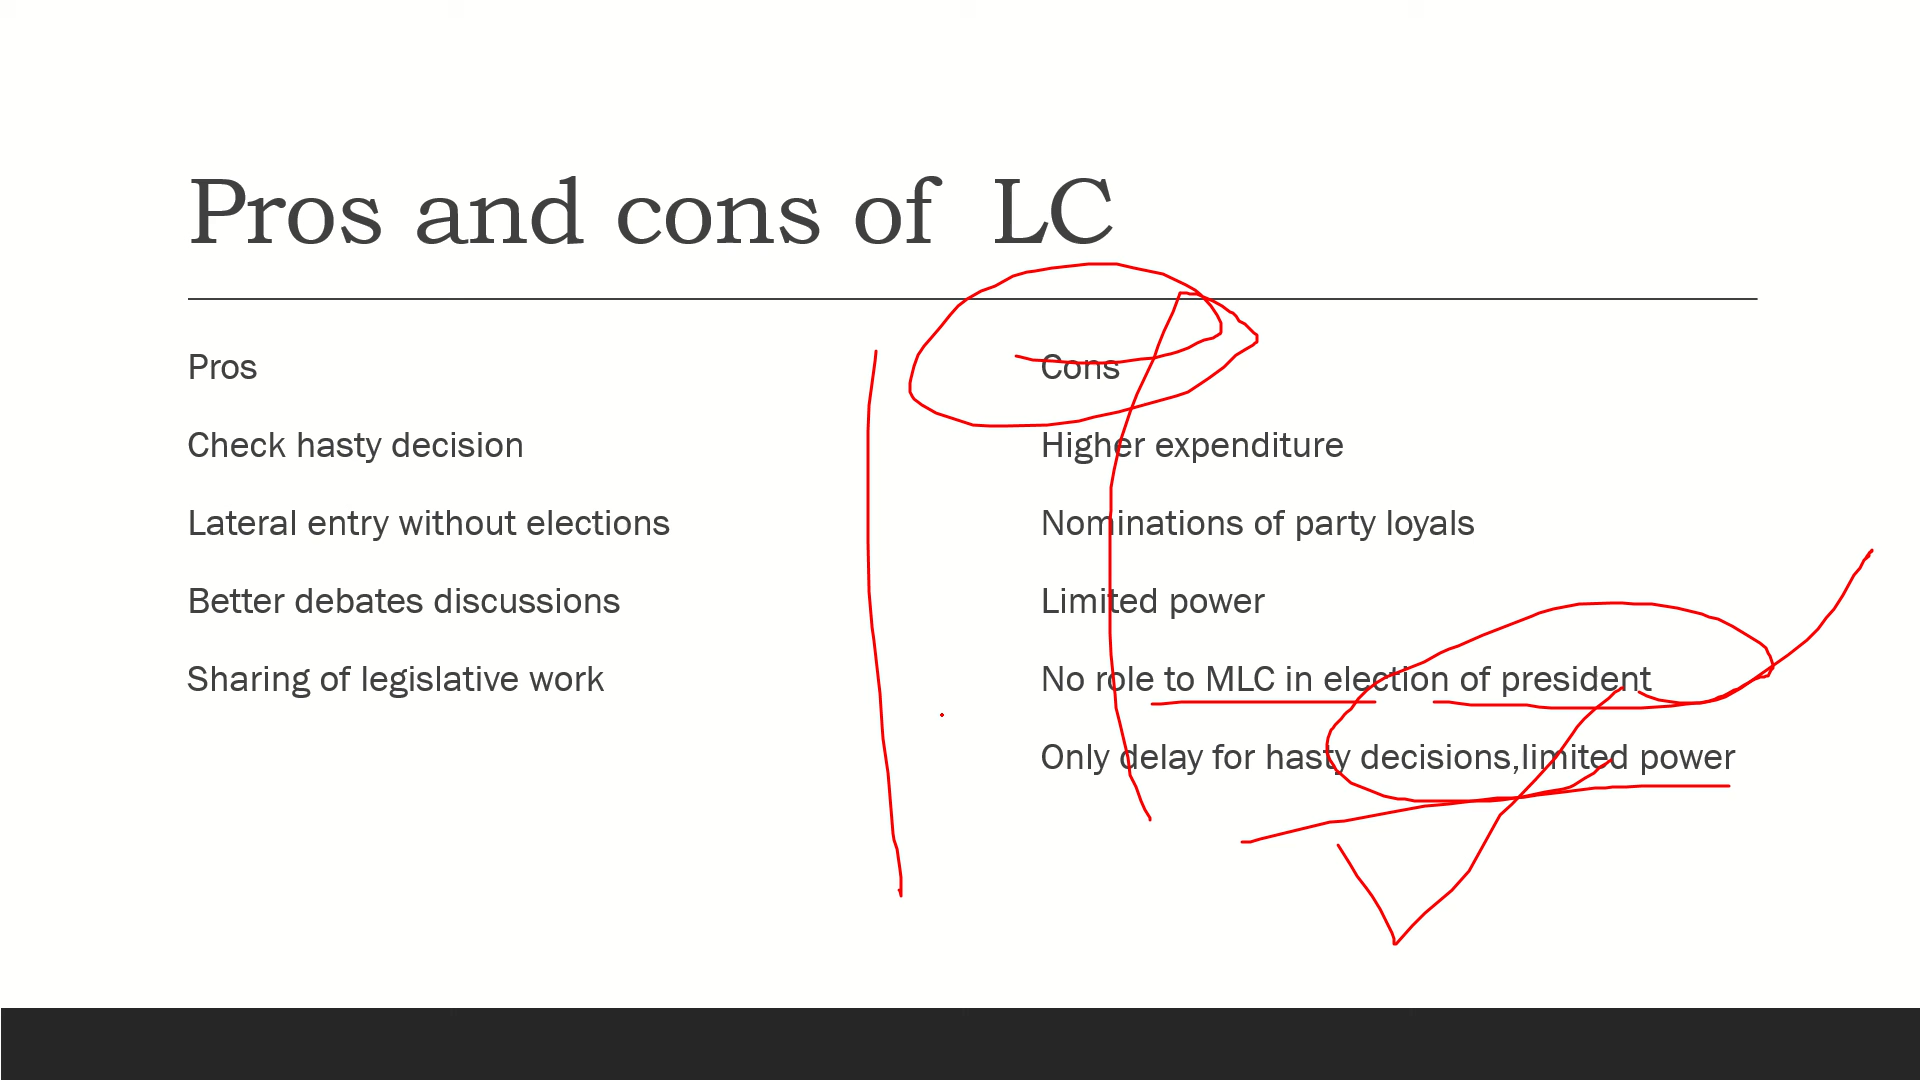 Pros and cons of LC
Pros
Check hasty decision
Lateral entry without elections
Better debates discussions
Sharing of legislative work
Cons
Higher expenditure
Nominations of party loyals
Limited power
No role to MLC in election of president
Only delay for hasty decisions,limited power